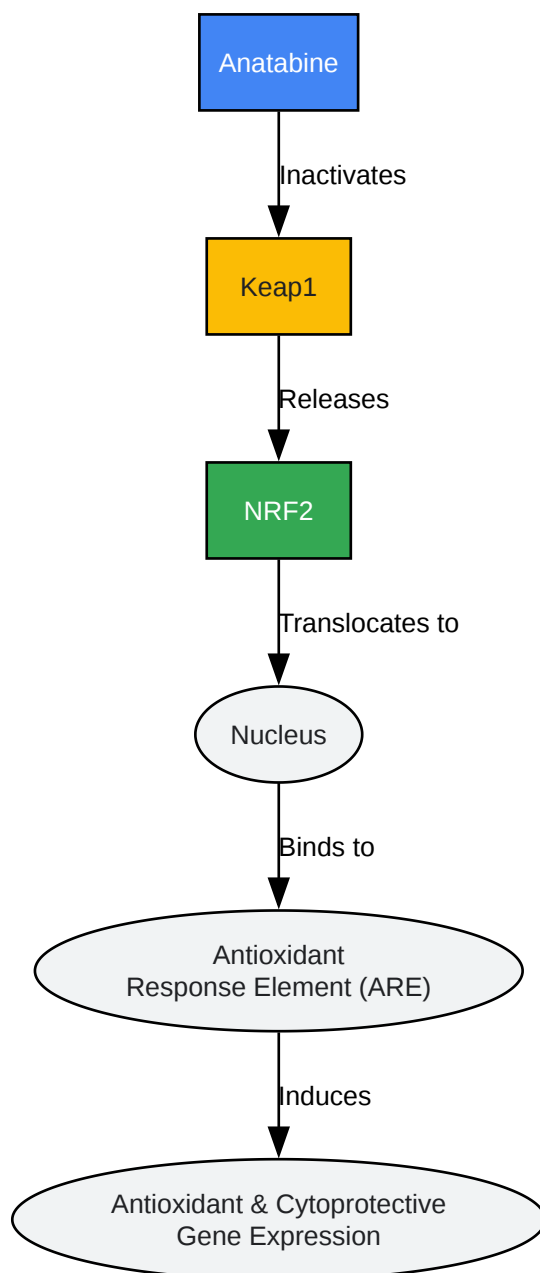 Anatabine
Inactivates
Keap1
Releases
NRF2
Translocates to
Nucleus
Binds to
Antioxidant
Response Element (ARE)
Induces
Antioxidant & Cytoprotective
Gene Expression